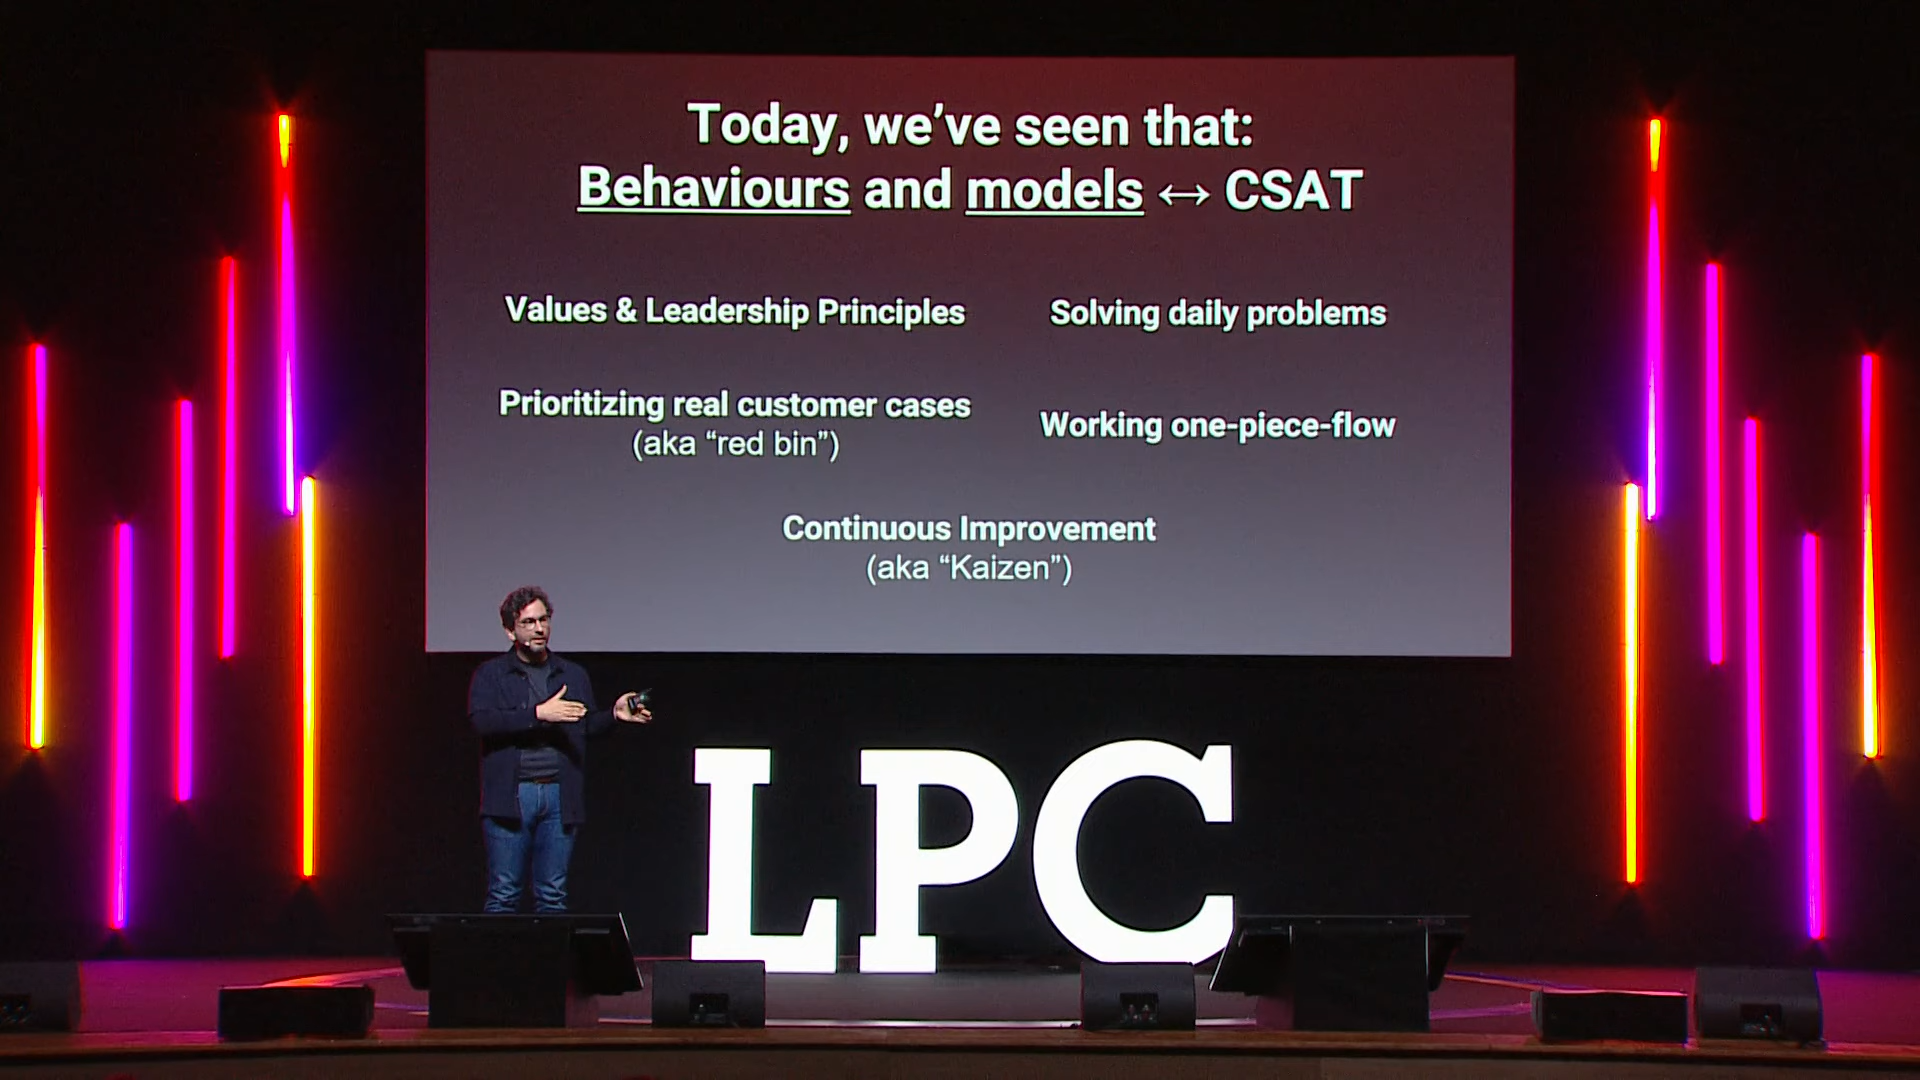 Today, we’ve seen that:
Behaviours and models ↔ CSAT
Values & Leadership Principles
Solving daily problems
Prioritizing real customer cases
(aka “red bin”)
Working one-piece-flow
Continuous Improvement
(aka “Kaizen”)
LPC